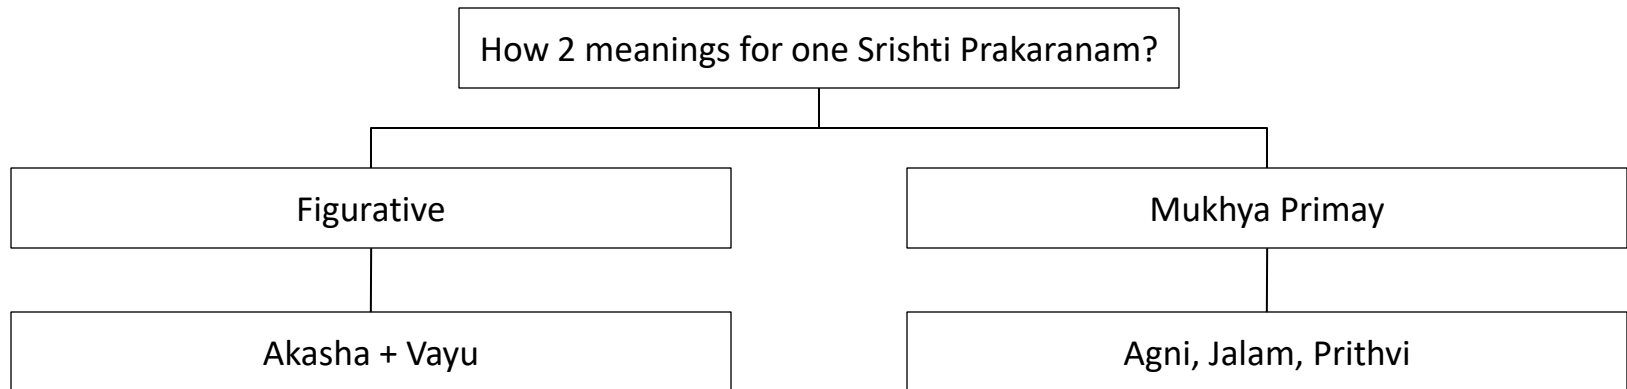 How 2 meanings for one Srishti Prakaranam?
Figurative
Mukhya Primay
Akasha + Vayu
Agni, Jalam, Prithvi